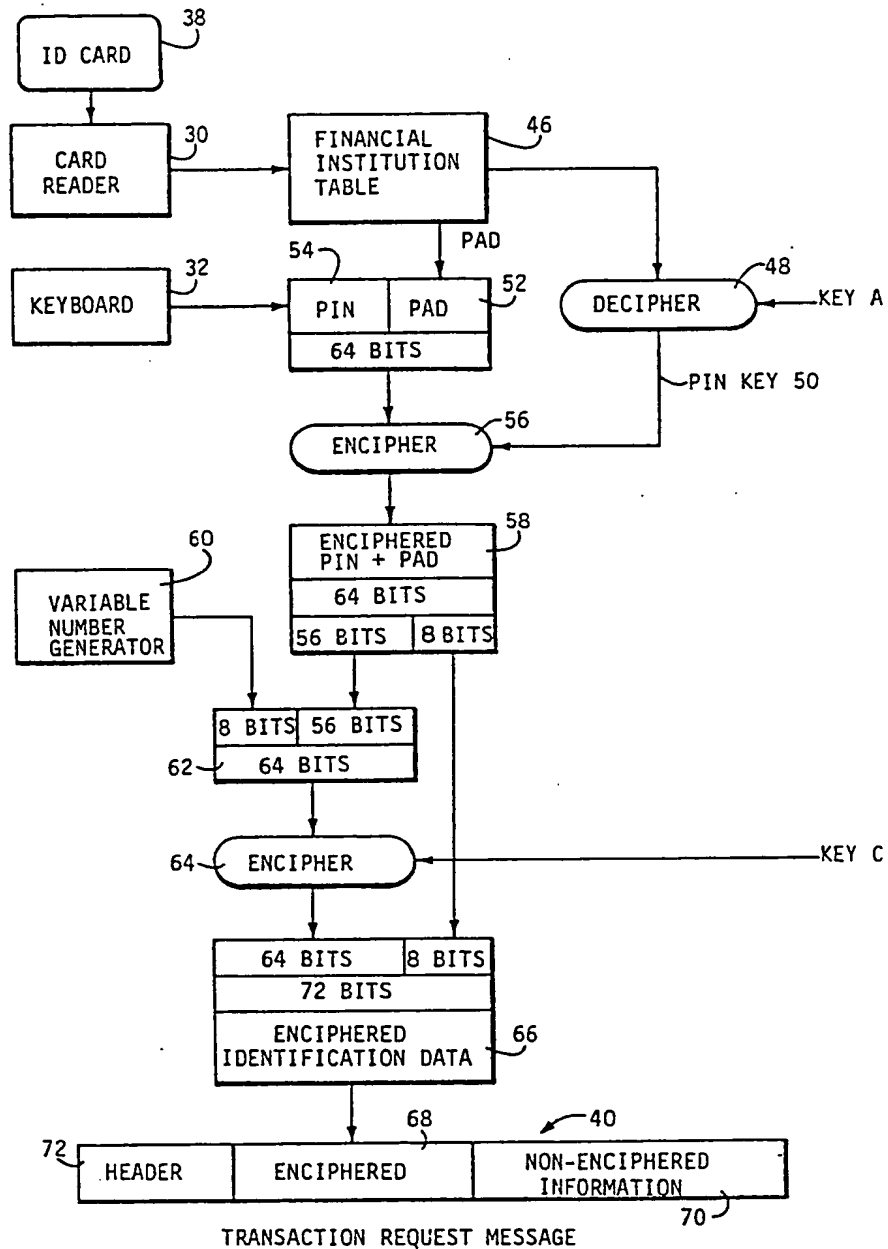 38
ID CARD
30
CARD
READER
FINANCIAL
INSTITUTION
TABLE
46
PAD
54
32
KEYBOARD
PIN
PAD
52
64 BITS
48
DECIPHER
KEY A
PIN KEY 50
56
ENCIPHER
58
ENCIPHERED
PIN + PAD
64 BITS
56 BITS
8 BITS
60
VARIABLE
NUMBER
GENERATOR
8 BITS
56 BITS
62
64 BITS
64
ENCIPHER
KEY C
64 BITS
8 BITS
72 BITS
ENCIPHERED
IDENTIFICATION DATA
66
40
68
72
HEADER
ENCIPHERED
NON-ENCIPHERED
INFORMATION
70
TRANSACTION REQUEST MESSAGE